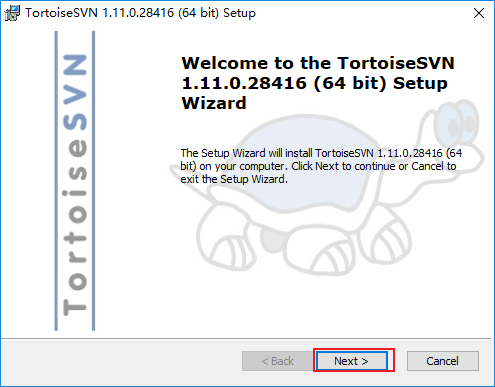 TortoiseSVN 1.11.0.28416 (64 bit) Setup
TortoiseSVN
Welcome to the TortoiseSVN
1.11.0.28416 (64 bit) Setup
Wizard
The Setup Wizard will install TortoiseSVN 1.11.0.28416 (64
bit) on your computer. Click Next to continue or Cancel to
exit the Setup Wizard.
< Back
Next >
Cancel